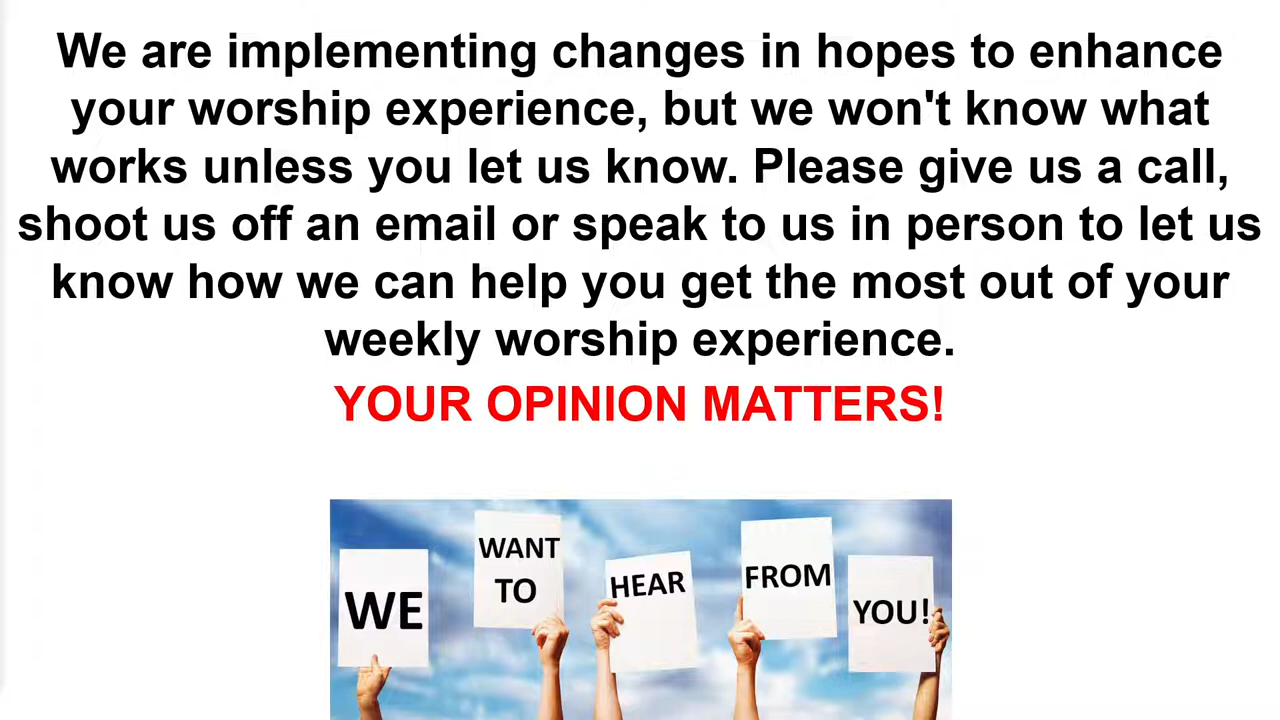 We are implementing changes in hopes to enhance
your worship experience, but we won't know what
works unless you let us know. Please give us a call,
shoot us off an email or speak to us in person to let us
know how we can help you get the most out of your
weekly worship experience.
YOUR OPINION MATTERS!
WE
WANT
TO
HEAR
FROM
YOU!